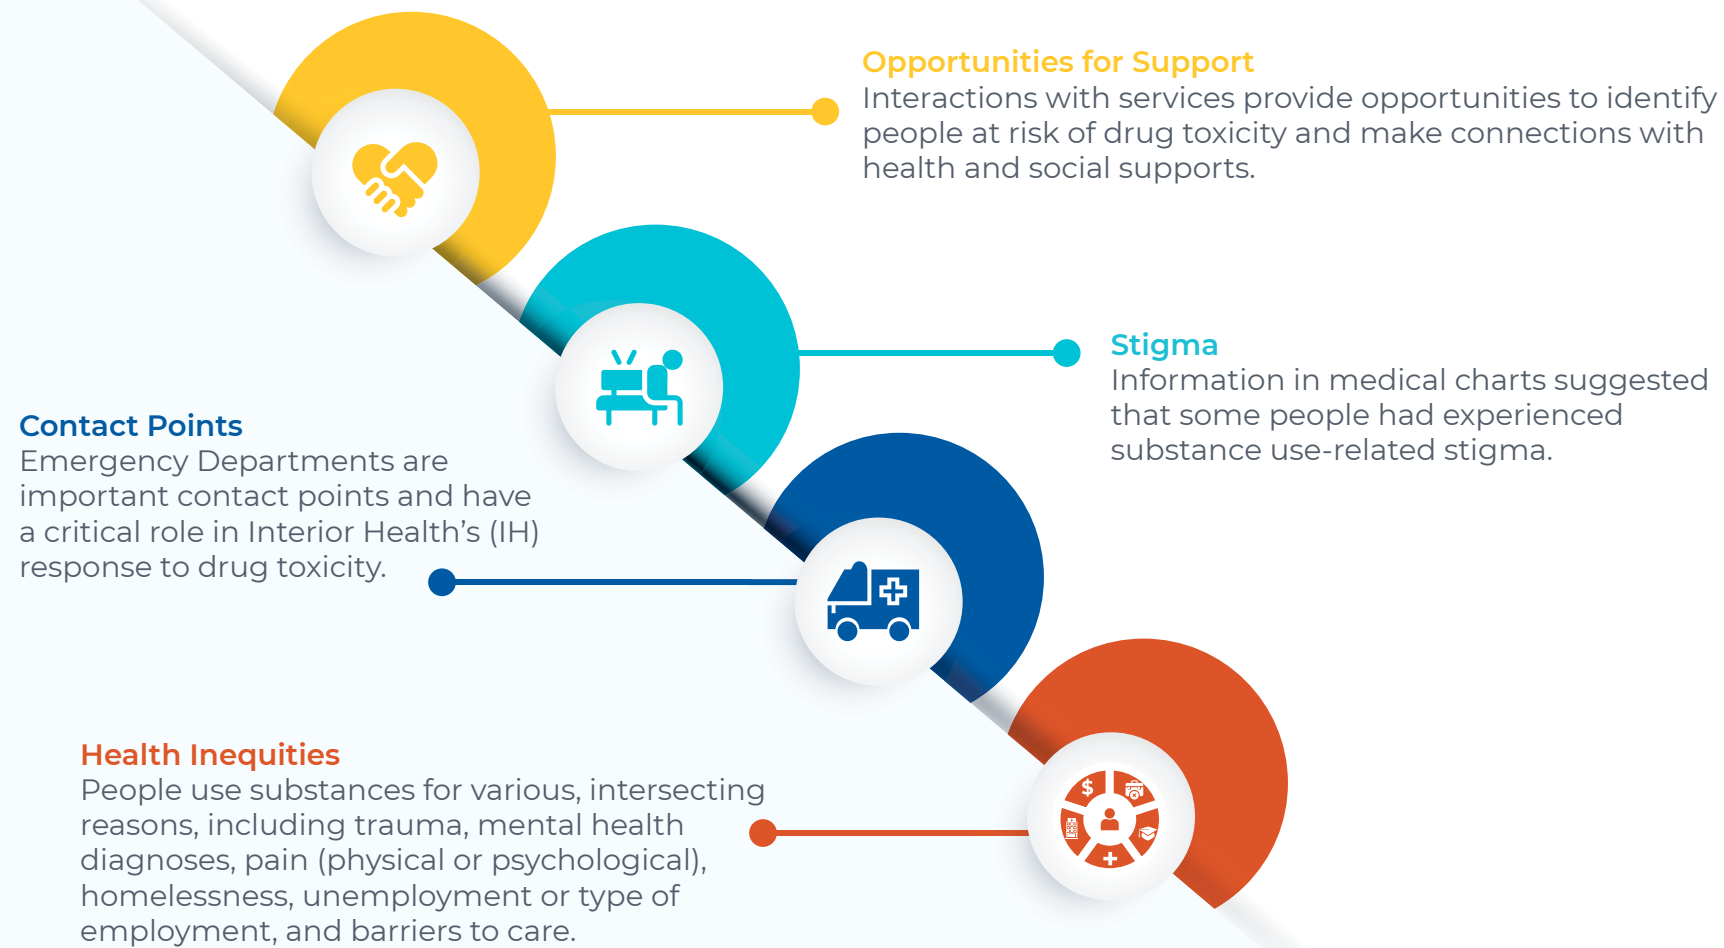 Opportunities for Support
Interactions with services provide opportunities to identify
people at risk of drug toxicity and make connections with
health and social supports.
Stigma
Information in medical charts suggested
that some people had experienced
substance use-related stigma.
Contact Points
Emergency Departments are
important contact points and have
a critical role in Interior Health’s (IH)
response to drug toxicity.
Health Inequities
People use substances for various, intersecting
reasons, including trauma, mental health
diagnoses, pain (physical or psychological),
homelessness, unemployment or type of
employment, and barriers to care.
$